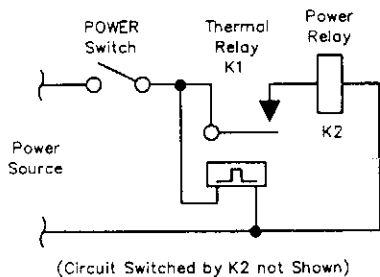 POWER
Switch
Thermal
Relay
K1
Power
Relay
K2
Power
Source
(Circuit Switched by K2 not Shown)